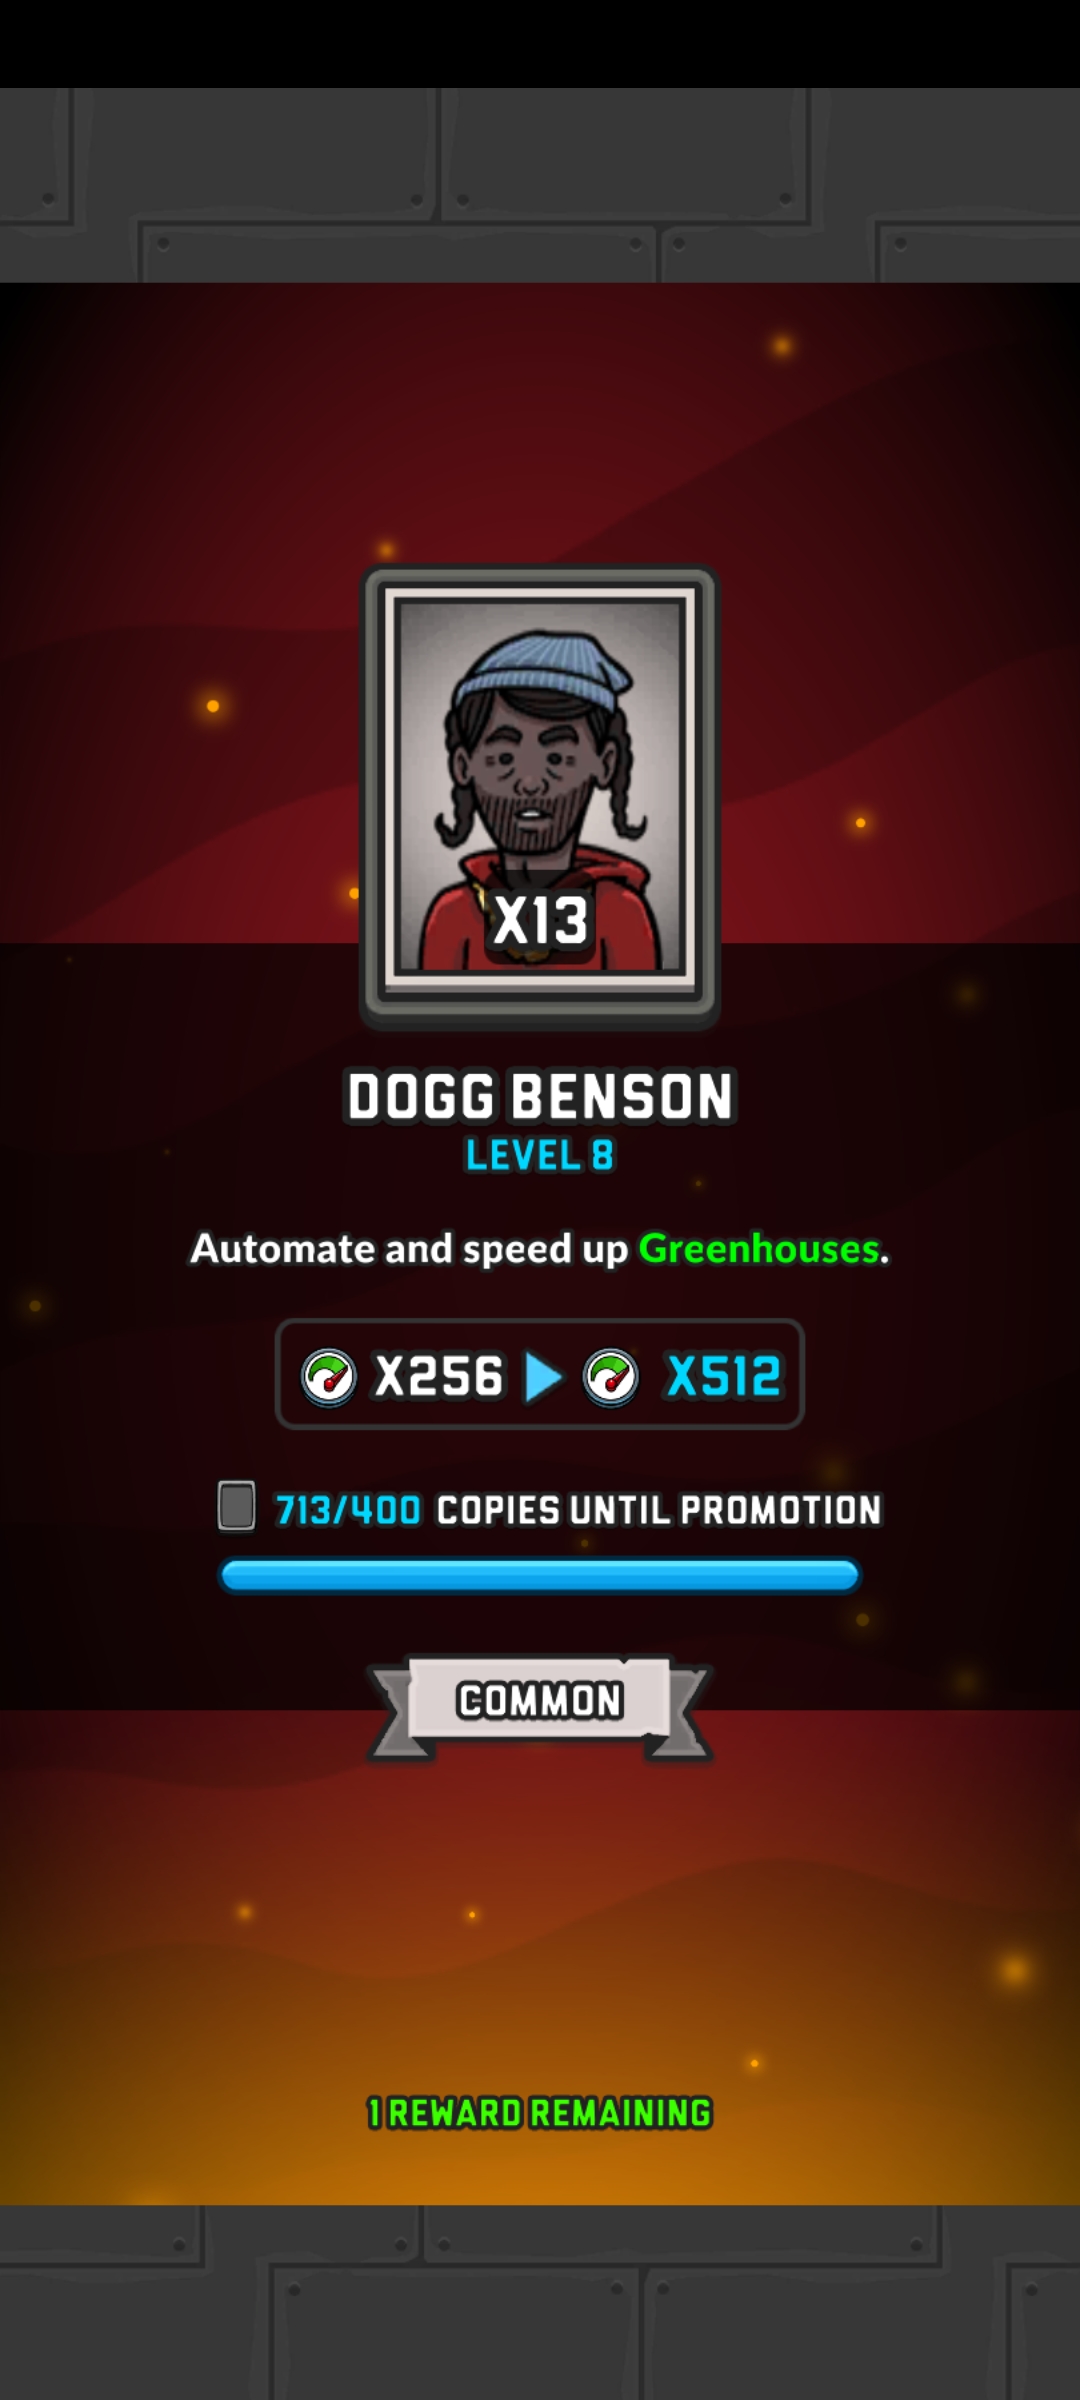 X13
DOGG BENSON
LEVEL 8
Automate and speed up Greenhouses.
X256 X512
713/400 COPIES UNTIL PROMOTION
COMMON
1 REWARD REMAINING